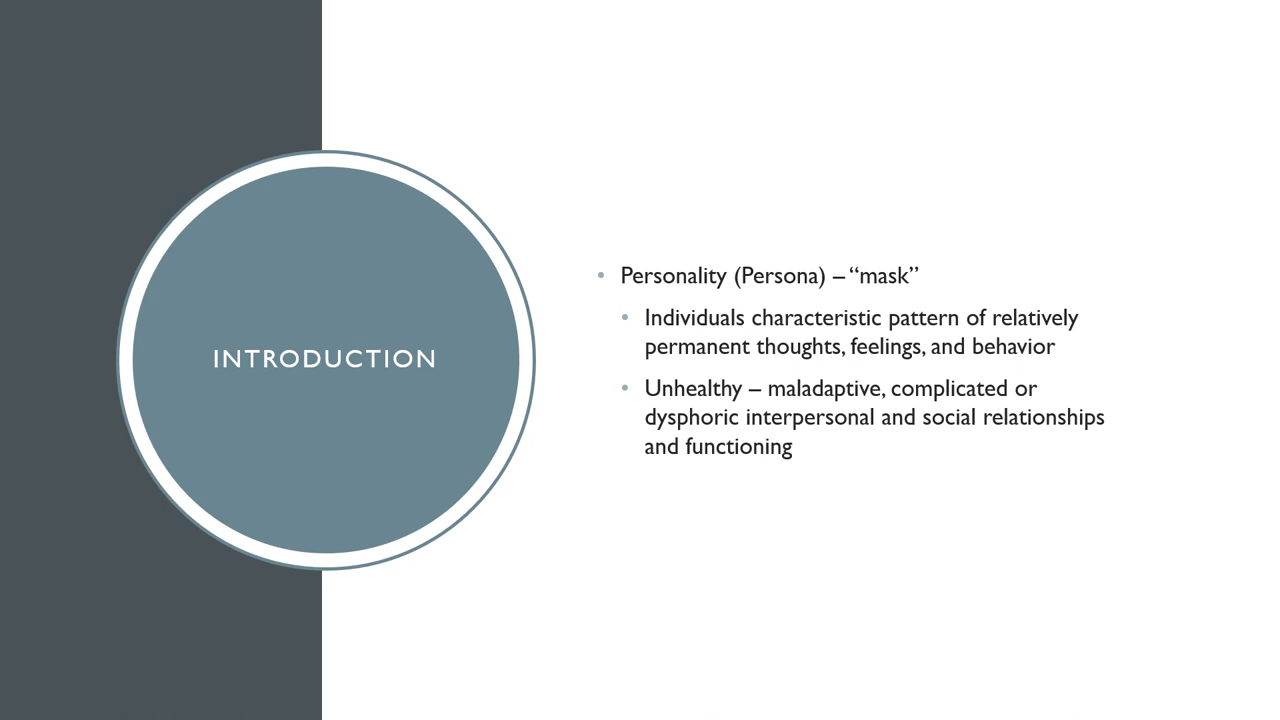 INTRODUCTION
• Personality (Persona) – “mask”
• Individuals characteristic pattern of relatively
permanent thoughts, feelings, and behavior
• Unhealthy – maladaptive, complicated or
dysphoric interpersonal and social relationships
and functioning